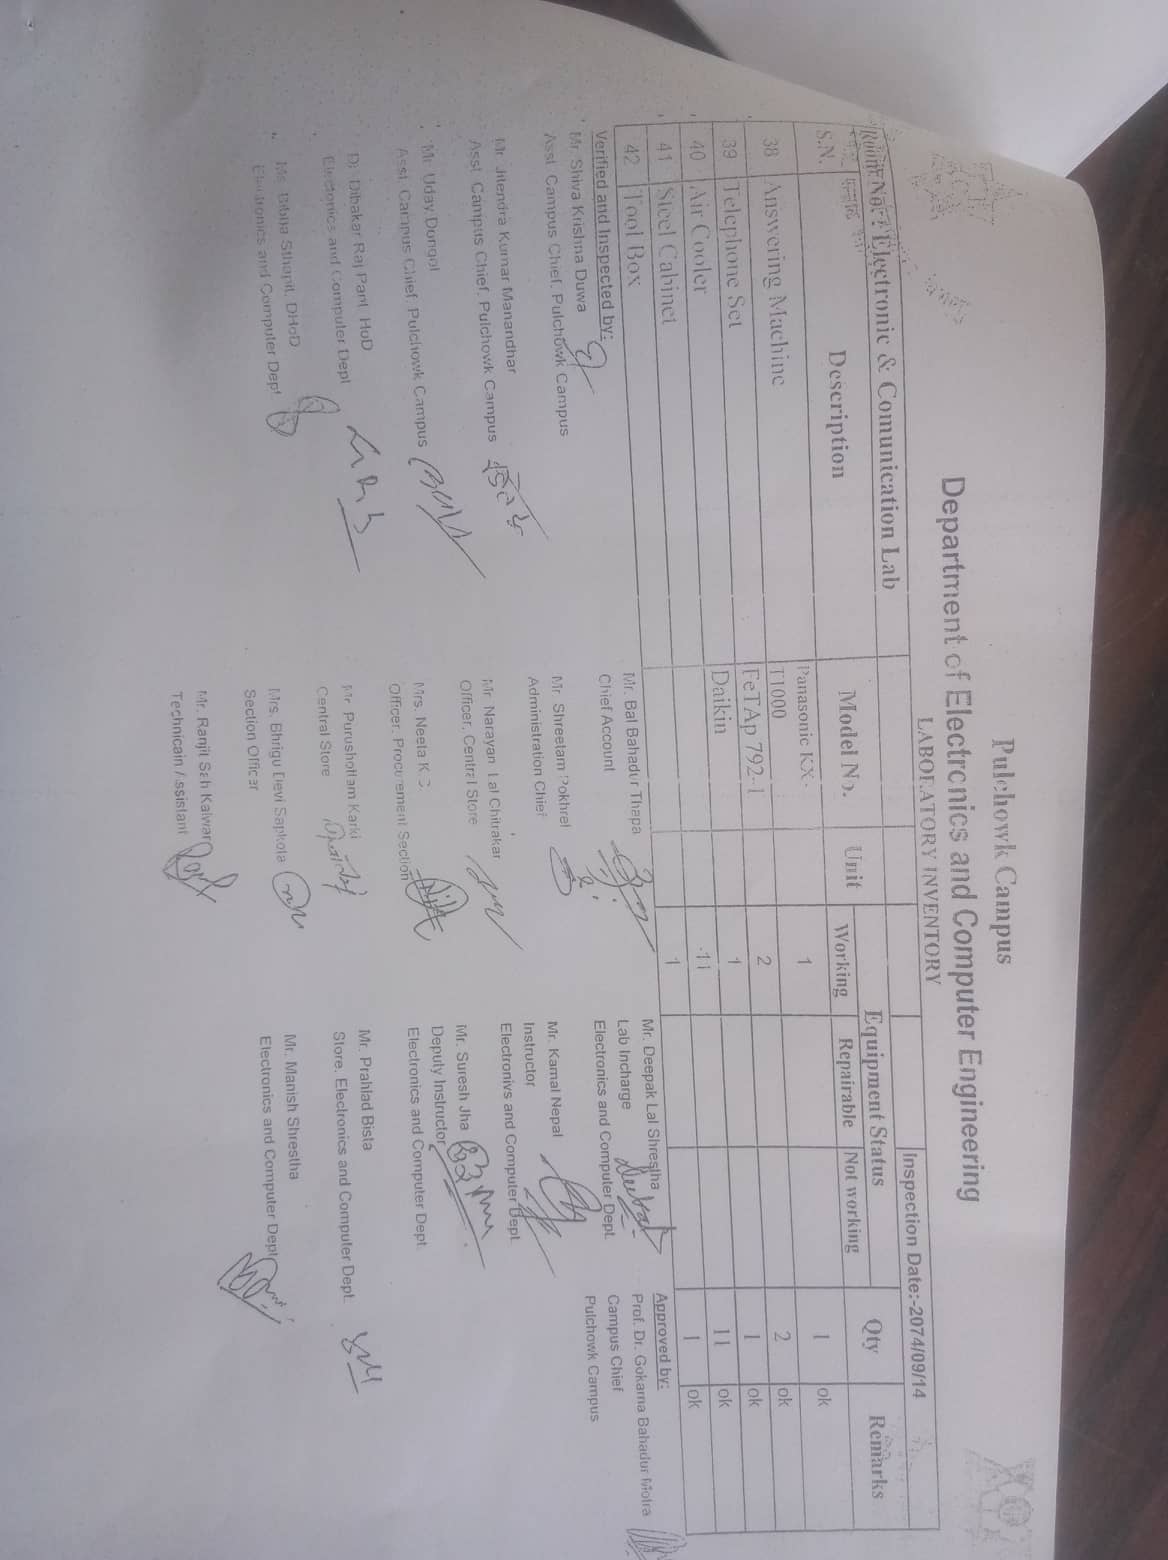 Pulchowk Campus
Department of Electronics and Computer Engineering
LABORATORY INVENTORY
Room No. : Electronic & Comunication Lab Inspection Date:-2074/09/14
S.N. Description Model No. Unit Equipment Status Qty Remarks
Working Repairable Not working
38 Answering Machine Panasonic KX-T1000 1 1 ok
39 Telephone Set FeTAp 792-1 2 2 ok
40 Air Cooler Daikin 1 1 ok
41 Steel Cabinet 11 11 ok
42 Tool Box 1 1 ok
Verified and Inspected by:
Mr. Shiva Krishna Duwa
Asst. Campus Chief, Pulchowk Campus
Mr. Jitendra Kumar Manandhar
Asst. Campus Chief, Pulchowk Campus
Mr. Uday Dongol
Asst. Campus Chief, Pulchowk Campus
Dr. Dibakar Raj Pant, HoD
Electonics and Computer Dept
Ms. Bibha Sthapit, DHoD
Electronics and Computer Dept.
Mr. Bal Bahadur Thapa
Chief Account
Mr. Shreetam Pokhrel
Administration Chief
Mr. Narayan Lal Chitrakar
Officer, Central Store
Mrs. Neela K.C.
Officer, Procurement Section
Mr. Purushottam Karki
Central Store
Mrs. Bhrigu Devi Sapkota
Section Officer
Mr. Ranjit Sah Kalwar
Technicain Assistant
Mr. Deepak Lal Shrestha
Lab Incharge
Electronics and Computer Dept.
Mr. Kamal Nepal
Instructor
Electronivs and Computer Dept.
Mr. Suresh Jha
Deputy Instructor
Electronics and Computer Dept.
Mr. Prahlad Bista
Store, Electronics and Computer Dept.
Mr. Manish Shrestha
Electronics and Computer Dept.
Approved by:
Prof. Dr. Gokarna Bahadur Motra
Campus Chief
Pulchowk Campus